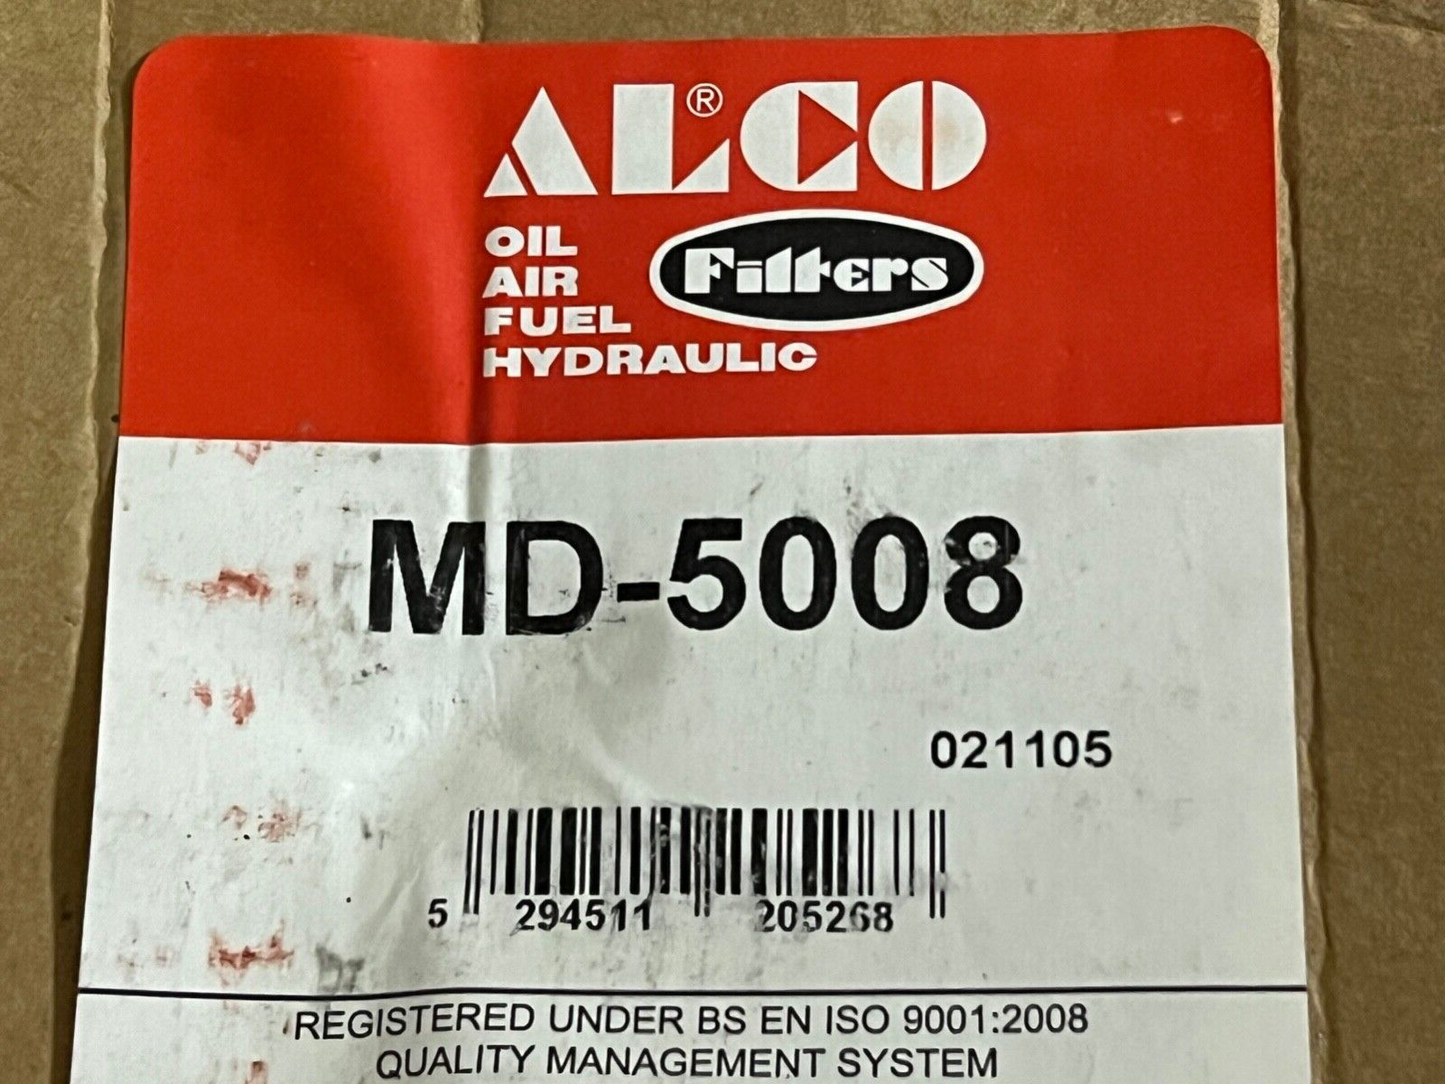 ALCO®
OIL
AIR
FUEL
HYDRAULIC
Filters
MD-5008
021105
5 294511 205268
REGISTERED UNDER BS EN ISO 9001:2008
QUALITY MANAGEMENT SYSTEM